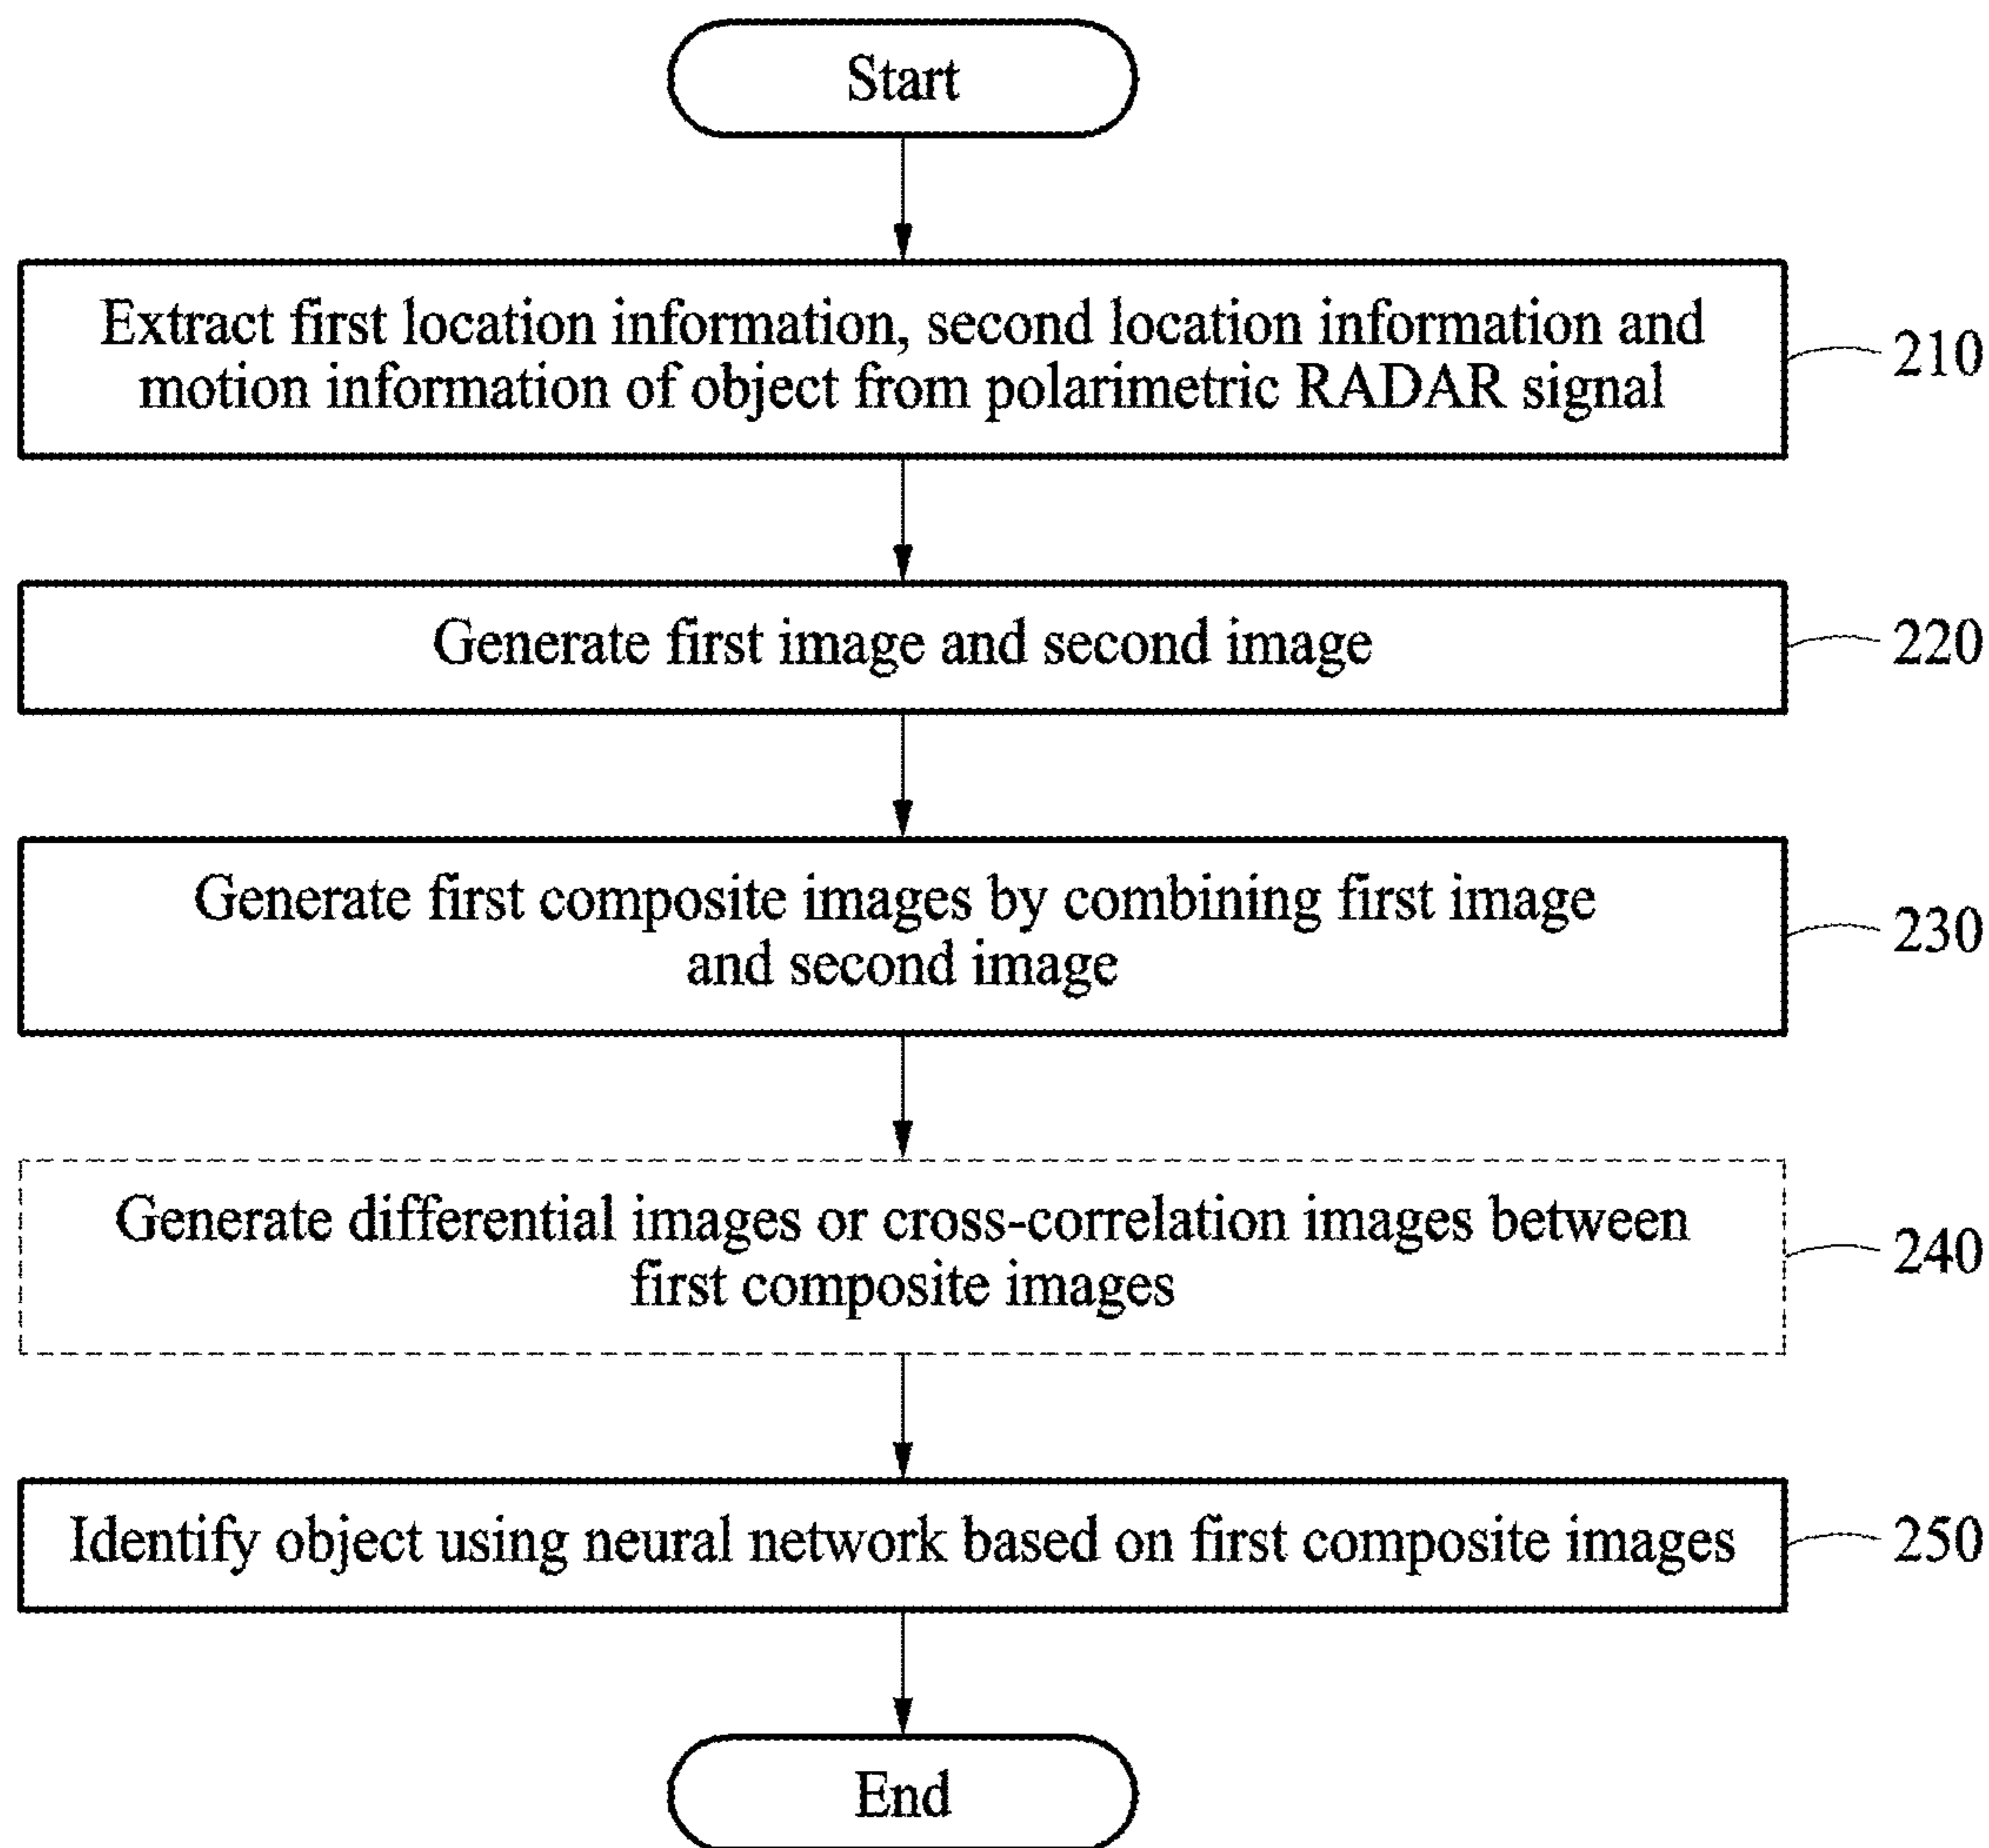 Start
Extract first location information, second location information and
motion information of object from polarimetric RADAR signal
210
Generate first image and second image
220
Generate first composite images by combining first image
and second image
230
Generate differential images or cross-correlation images between
first composite images
240
Identify object using neural network based on first composite images
250
End